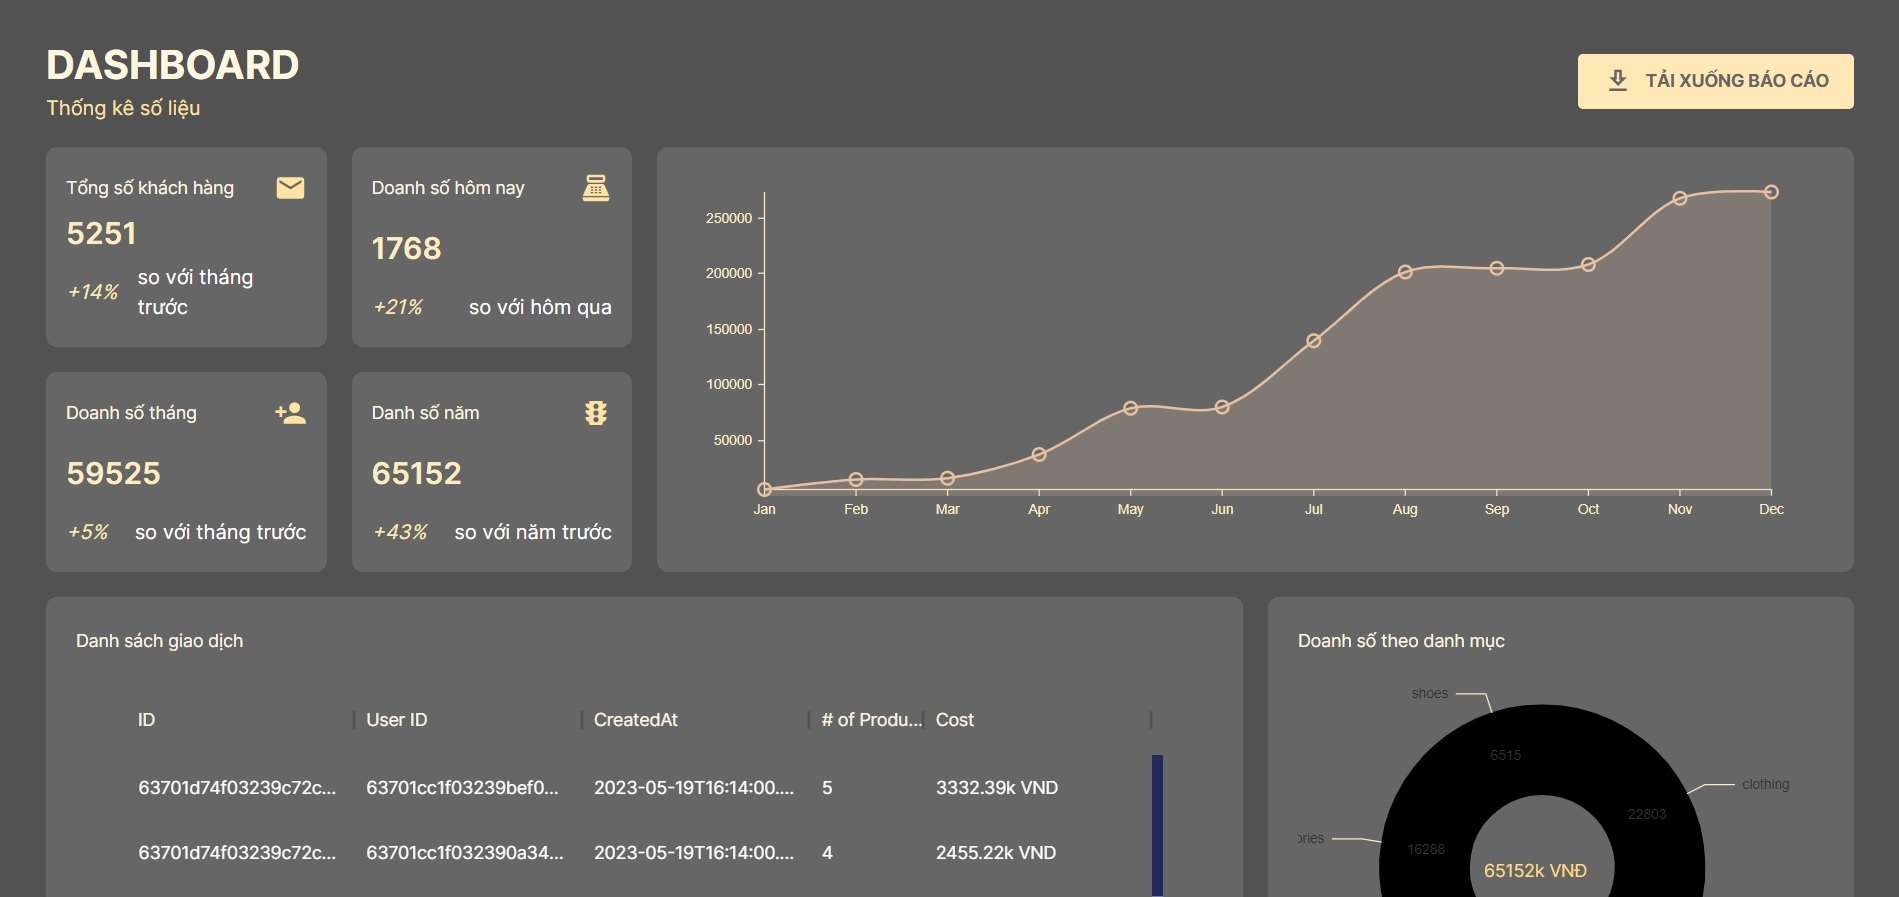 DASHBOARD
Thống kê số liệu
TẢI XUỐNG BÁO CÁO
Tổng số khách hàng
5251
+14% so với tháng
trước
Doanh số hôm nay
1768
+21% so với hôm qua
Doanh số tháng
59525
+5% so với tháng trước
Danh số năm
65152
+43% so với năm trước
250000
200000
150000
100000
50000
Jan Feb Mar Apr May Jun Jul Aug Sep Oct Nov Dec
Danh sách giao dịch
ID User ID CreatedAt # of Produ... Cost
63701d74f03239c72c... 63701cc1f03239bef0... 2023-05-19T16:14:00.... 5 3332.39k VND
63701d74f03239c72c... 63701cc1f032390a34... 2023-05-19T16:14:00.... 4 2455.22k VND
Doanh số theo danh mục
shoes
6515
clothing
22803
ories
16288
65152k VNĐ